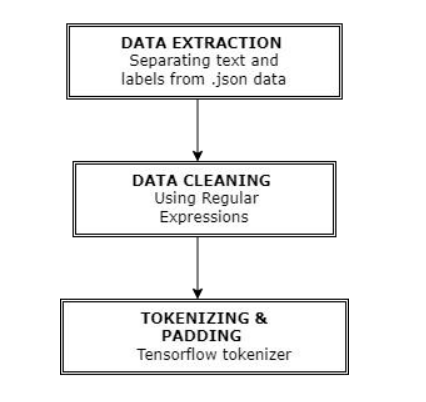 DATA EXTRACTION
Separating text and
labels from .json data
DATA CLEANING
Using Regular
Expressions
TOKENIZING &
PADDING
Tensorflow tokenizer